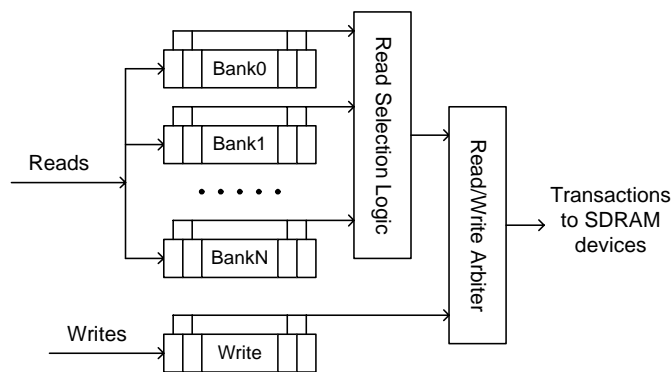 Bank0
Bank1
Reads
BankN
Writes
Write
Read Selection Logic
Read/Write Arbiter
Transactions
to SDRAM
devices